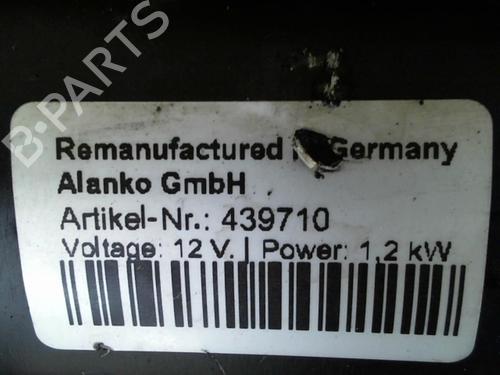 B-PARTS
Remanufactured Germany
Alanko GmbH
Artikel-Nr.: 439710
Voltage: 12 V. | Power: 1,2 kW